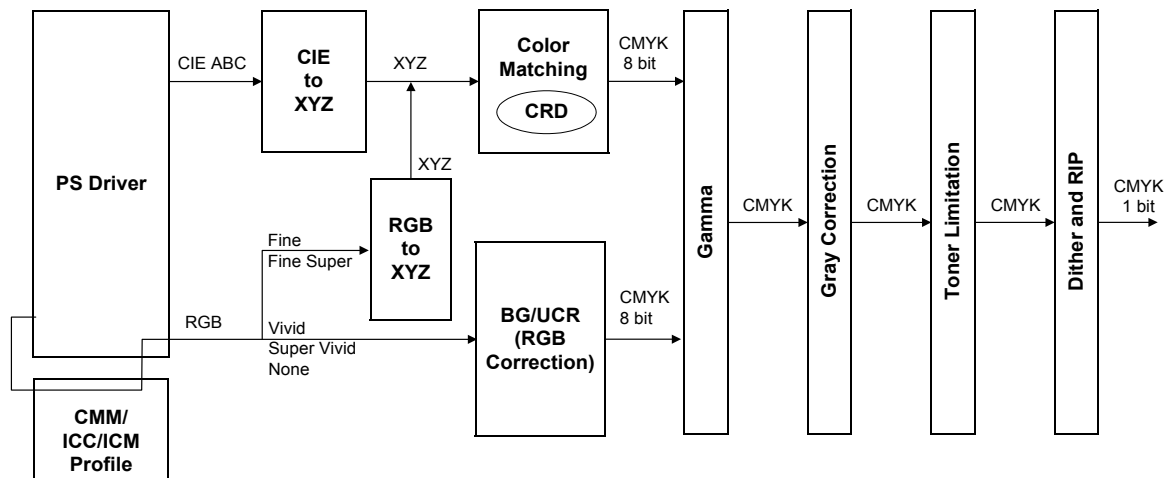 PS Driver
CIE ABC
CIE
to
XYZ
XYZ
Color
Matching
CRD
CMYK
8 bit
XYZ
RGB
to
XYZ
Fine
Fine Super
RGB
Vivid
Super Vivid
None
BG/UCR
(RGB
Correction)
CMYK
8 bit
CMM/
ICC/ICM
Profile
Gamma
CMYK
Gray Correction
CMYK
Toner Limitation
CMYK
Dither and RIP
CMYK
1 bit